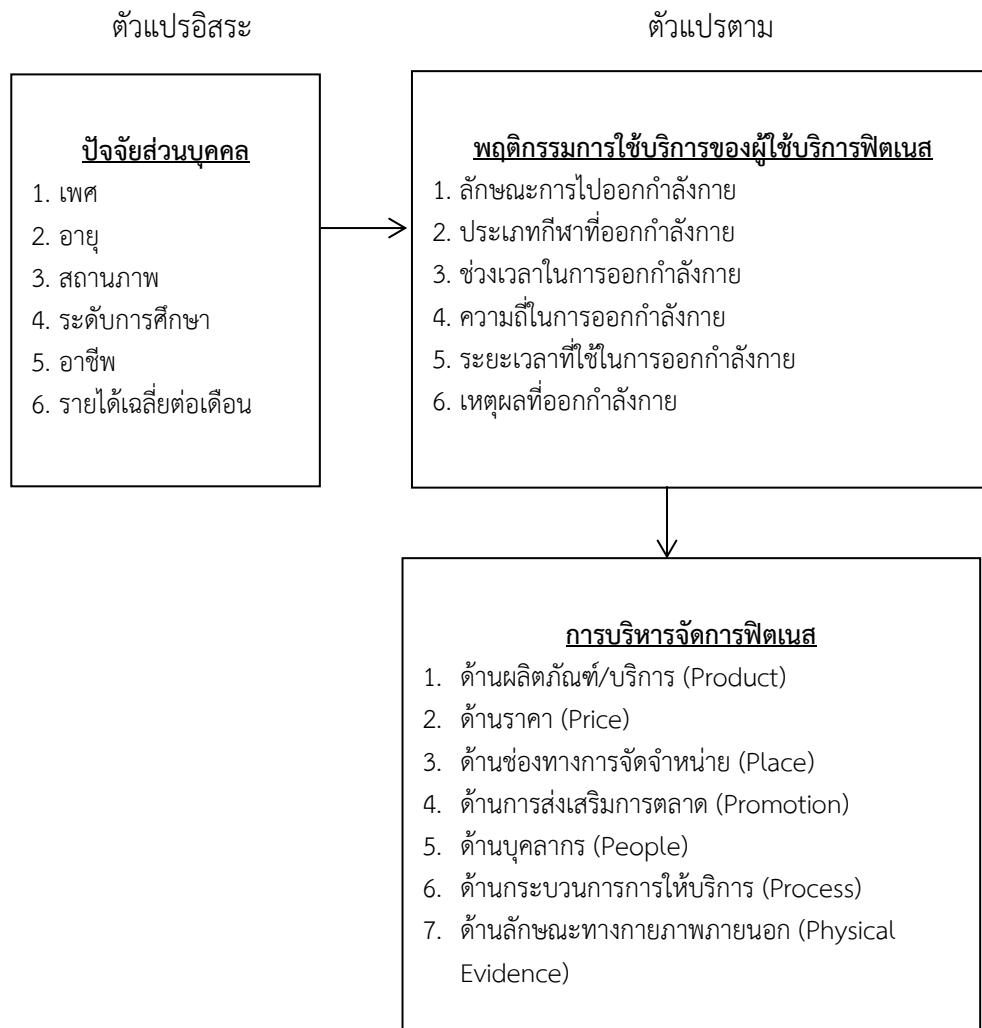 ตัวแปรอิสระ
ตัวแปรตาม
ปัจจัยส่วนบุคคล
1. เพศ
2. อายุ
3. สถานภาพ
4. ระดับการศึกษา
5. อาชีพ
6. รายได้เฉลี่ยต่อเดือน
พฤติกรรมการใช้บริการของผู้ใช้บริการฟิตเนส
1. ลักษณะการไปออกกำลังกาย
2. ประเภทกีฬาที่ออกกำลังกาย
3. ช่วงเวลาในการออกกำลังกาย
4. ความถี่ในการออกกำลังกาย
5. ระยะเวลาที่ใช้ในการออกกำลังกาย
6. เหตุผลที่ออกกำลังกาย
การบริหารจัดการฟิตเนส
1. ด้านผลิตภัณฑ์/บริการ (Product)
2. ด้านราคา (Price)
3. ด้านช่องทางการจัดจำหน่าย (Place)
4. ด้านการส่งเสริมการตลาด (Promotion)
5. ด้านบุคลากร (People)
6. ด้านกระบวนการการให้บริการ (Process)
7. ด้านลักษณะทางกายภาพภายนอก (Physical
Evidence)